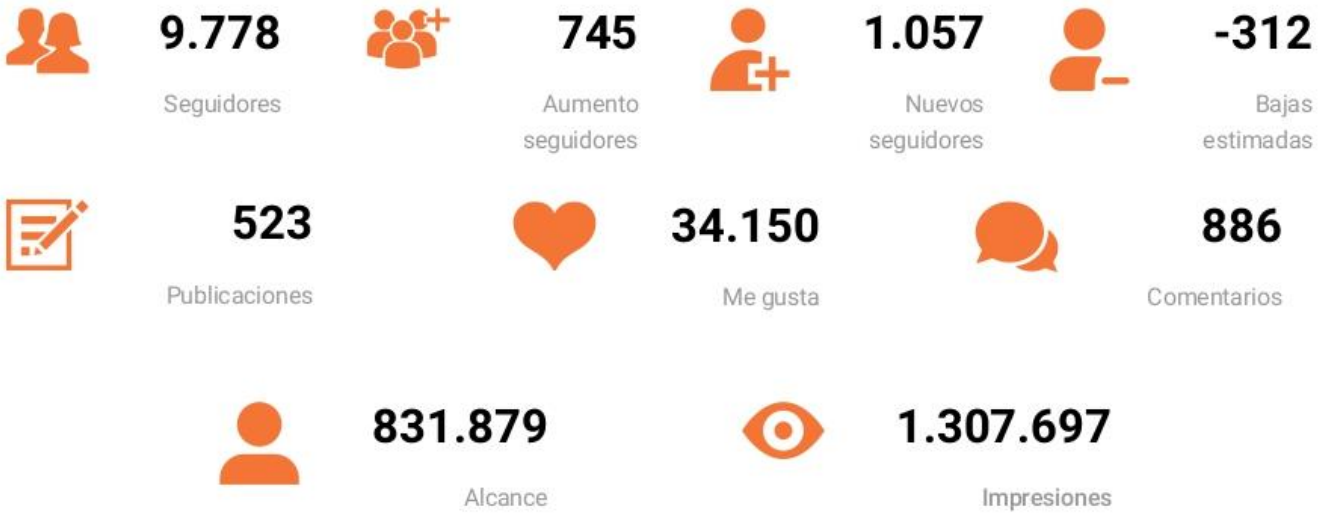 9.778
745
1.057
-312
Seguidores
Aumento
seguidores
Nuevos
seguidores
Bajas
estimadas
523
34.150
886
Publicaciones
Me gusta
Comentarios
831.879
1.307.697
Alcance
Impresiones